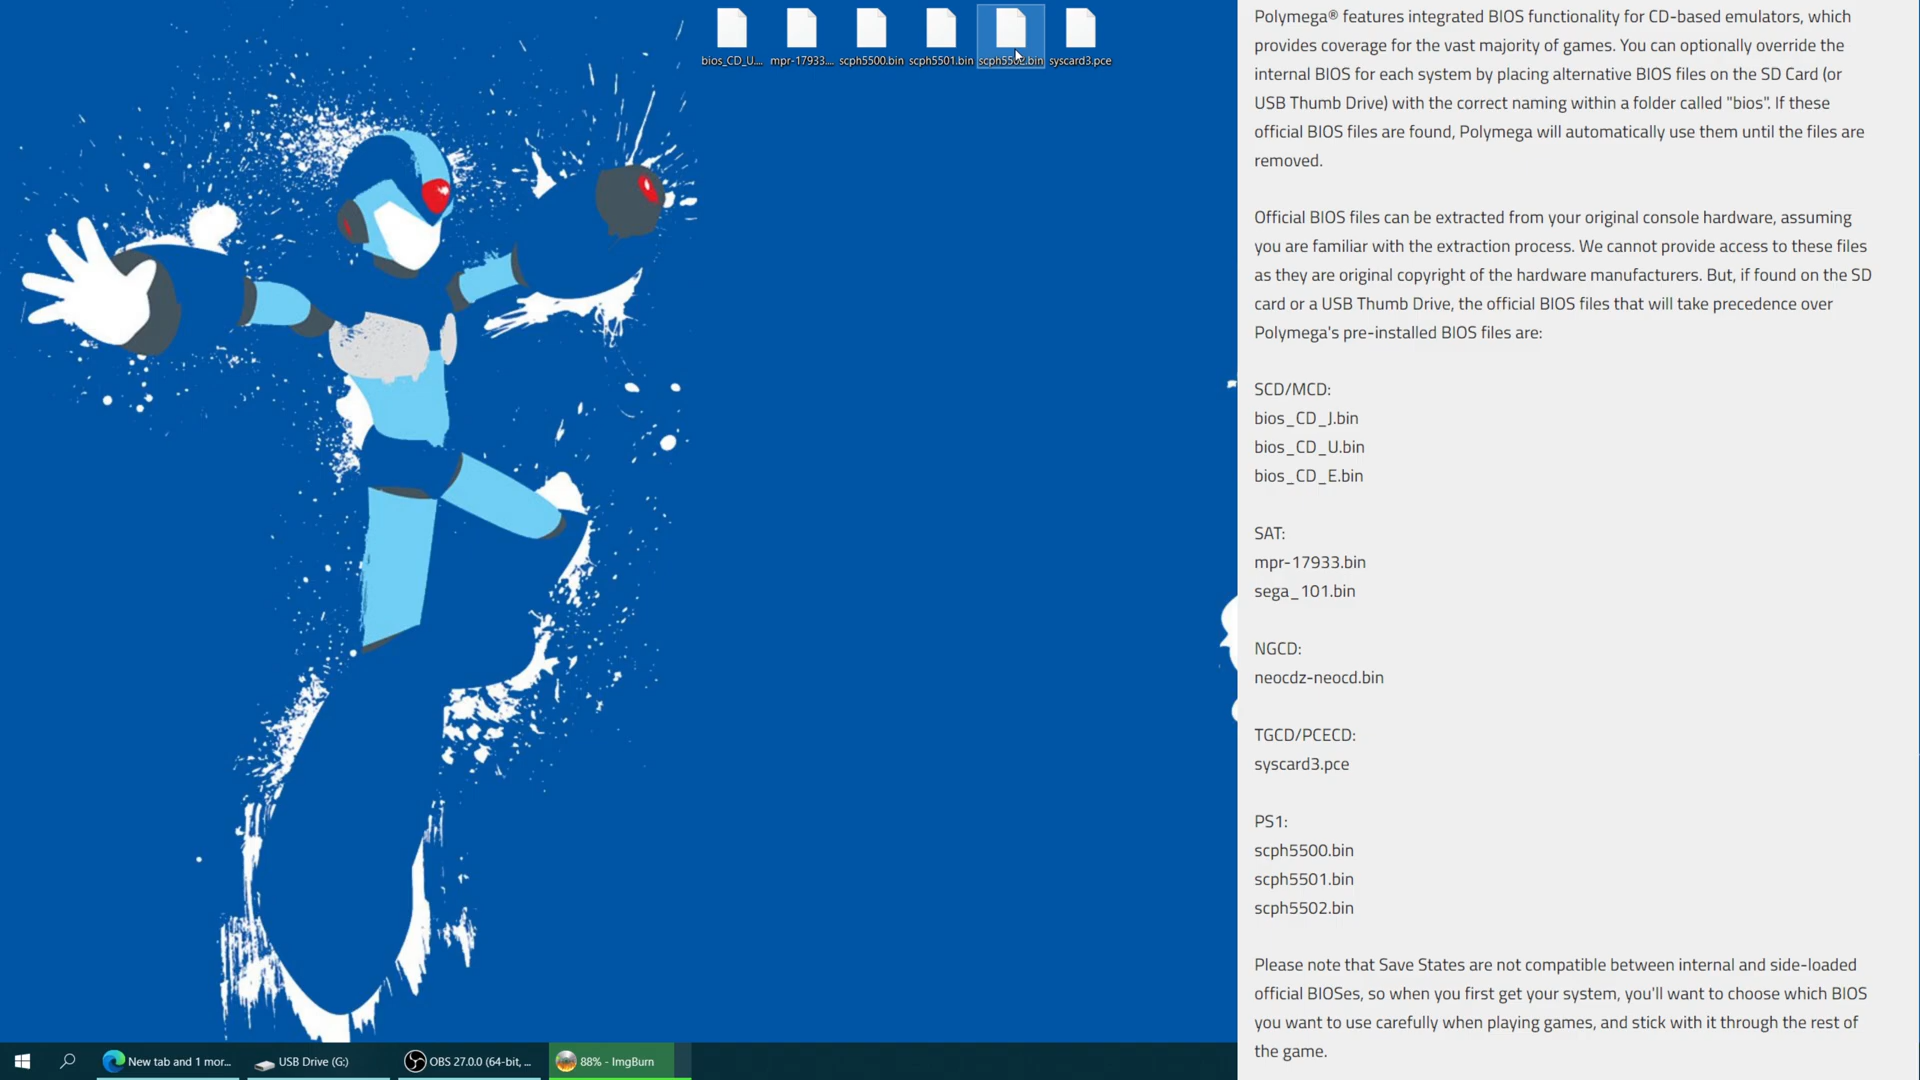 bios_CD_U....
mpr-17933....
scph5500.bin
scph5501.bin
scph5502.bin
syscard3.pce
Polymega® features integrated BIOS functionality for CD-based emulators, which
provides coverage for the vast majority of games. You can optionally override the
internal BIOS for each system by placing alternative BIOS files on the SD Card (or
USB Thumb Drive) with the correct naming within a folder called "bios". If these
official BIOS files are found, Polymega will automatically use them until the files are
removed.
Official BIOS files can be extracted from your original console hardware, assuming
you are familiar with the extraction process. We cannot provide access to these files
as they are original copyright of the hardware manufacturers. But, if found on the SD
card or a USB Thumb Drive, the official BIOS files that will take precedence over
Polymega's pre-installed BIOS files are:
SCD/MCD:
bios_CD_J.bin
bios_CD_U.bin
bios_CD_E.bin
SAT:
mpr-17933.bin
sega_101.bin
NGCD:
neocdz-neocd.bin
TGCD/PCECD:
syscard3.pce
PS1:
scph5500.bin
scph5501.bin
scph5502.bin
Please note that Save States are not compatible between internal and side-loaded
official BIOSes, so when you first get your system, you'll want to choose which BIOS
you want to use carefully when playing games, and stick with it through the rest of
the game.
New tab and 1 mor...
USB Drive (G:)
OBS 27.0.0 (64-bit, ...
88% - ImgBurn